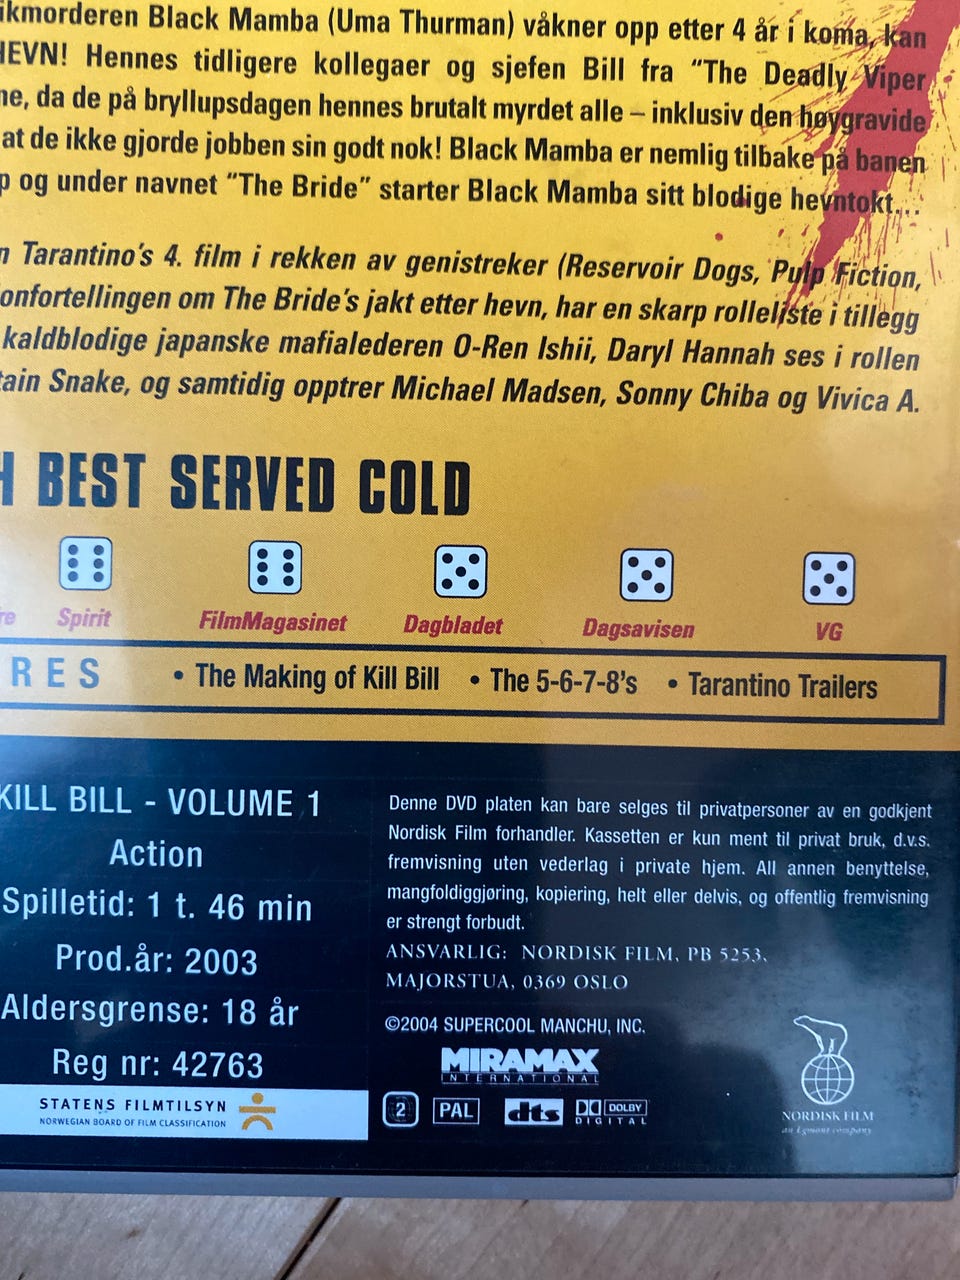 ikmorderen Black Mamba (Uma Thurman) våkner opp etter 4 år i koma, kan
HEVN! Hennes tidligere kollegaer og sjefen Bill fra “The Deadly Viper
ne, da de på bryllupsdagen hennes brutalt myrdet alle – inklusiv den høygravide
at de ikke gjorde jobben sin godt nok! Black Mamba er nemlig tilbake på banen
p og under navnet “The Bride” starter Black Mamba sitt blodige hevntokt...
n Tarantino’s 4. film i rekken av genistreker (Reservoir Dogs, Pulp Fiction,
onfortellingen om The Bride’s jakt etter hevn, har en skarp rolleliste i tillegg
kaldblodige japanske mafialederen O-Ren Ishii, Daryl Hannah ses i rollen
tain Snake, og samtidig opptrer Michael Madsen, Sonny Chiba og Vivica A.
H BEST SERVED COLD
re Spirit FilmMagasinet Dagbladet Dagsavisen VG
RES • The Making of Kill Bill • The 5-6-7-8’s • Tarantino Trailers
KILL BILL - VOLUME 1
Action
Spilletid: 1 t. 46 min
Prod.år: 2003
Aldersgrense: 18 år
Reg nr: 42763
STATENS FILMTILSYN
NORWEGIAN BOARD OF FILM CLASSIFICATION
Denne DVD platen kan bare selges til privatpersoner av en godkjent
Nordisk Film forhandler. Kassetten er kun ment til privat bruk, d.v.s.
fremvisning uten vederlag i private hjem. All annen benyttelse,
mangfoldiggjøring, kopiering, helt eller delvis, og offentlig fremvisning
er strengt forbudt.
ANSVARLIG: NORDISK FILM, PB 5253,
MAJORSTUA, 0369 OSLO
©2004 SUPERCOOL MANCHU, INC.
MIRAMAX
INTERNATIONAL
2 PAL dts DOLBY
DIGITAL
NORDISK FILM
an Egmont company